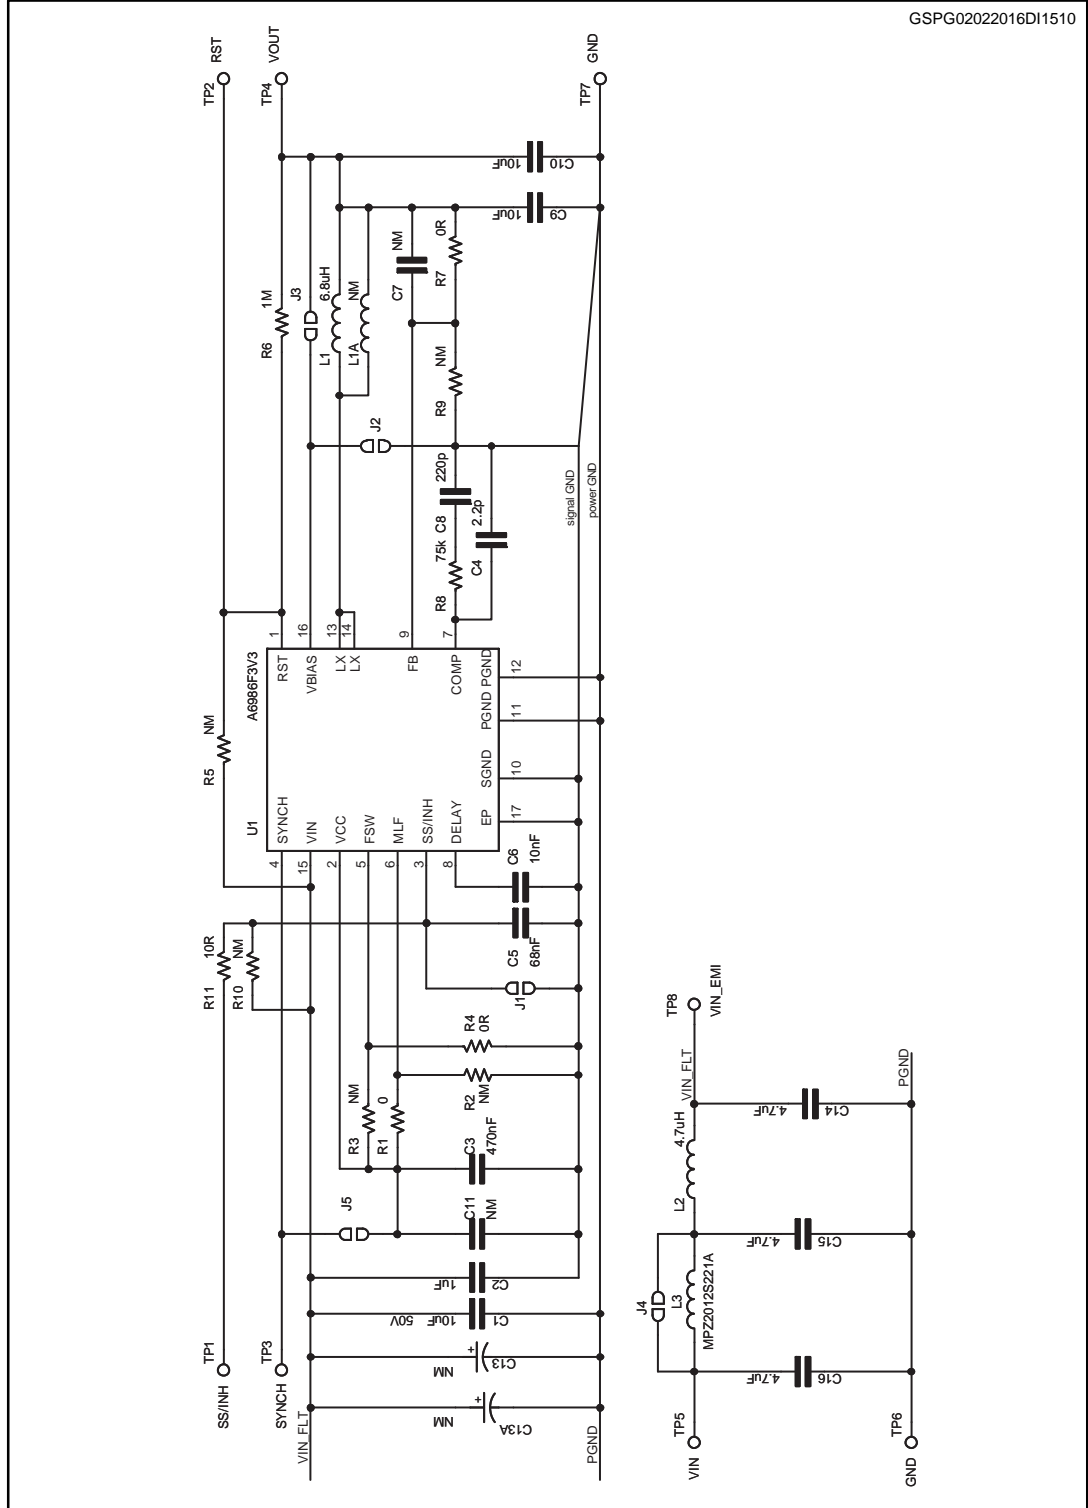 GSPG02022016DI1510
TP2 RST
TP4 VOUT
TP7 GND
10uF C10
10uF C9
R6 1M
J3
L1 6.8uH
L1A NM
C7 NM
R7 0R
R9 NM
J2
220p
75k C8
2.2p
R8
C4
signal GND
power GND
R5 NM
U1 A6986F3V3
4 SYNCH
15 VIN
2 VCC
5 FSW
6 MLF
3 SS/INH
8 DELAY
RST 1
VBIAS 16
LX 13
LX 14
FB 9
COMP 7
EP 17
SGND 10
PGND 11
PGND 12
R11 10R
R10 NM
C6 10nF
C5 68nF
J1
R4 0R
R2 NM
R3 NM
R1 0
C3 470nF
J5
C11 NM
1uF C2
50V 10uF C1
NM + C13
NM + C13A
TP1
SS/INH
TP3
SYNCH
VIN_FLT
PGND
TP8
VIN_EMI
VIN_FLT
4.7uF C14
PGND
L2 4.7uH
4.7uF C15
J4
L3
MPZ2012S221A
4.7uF C16
TP5
VIN
TP6
GND